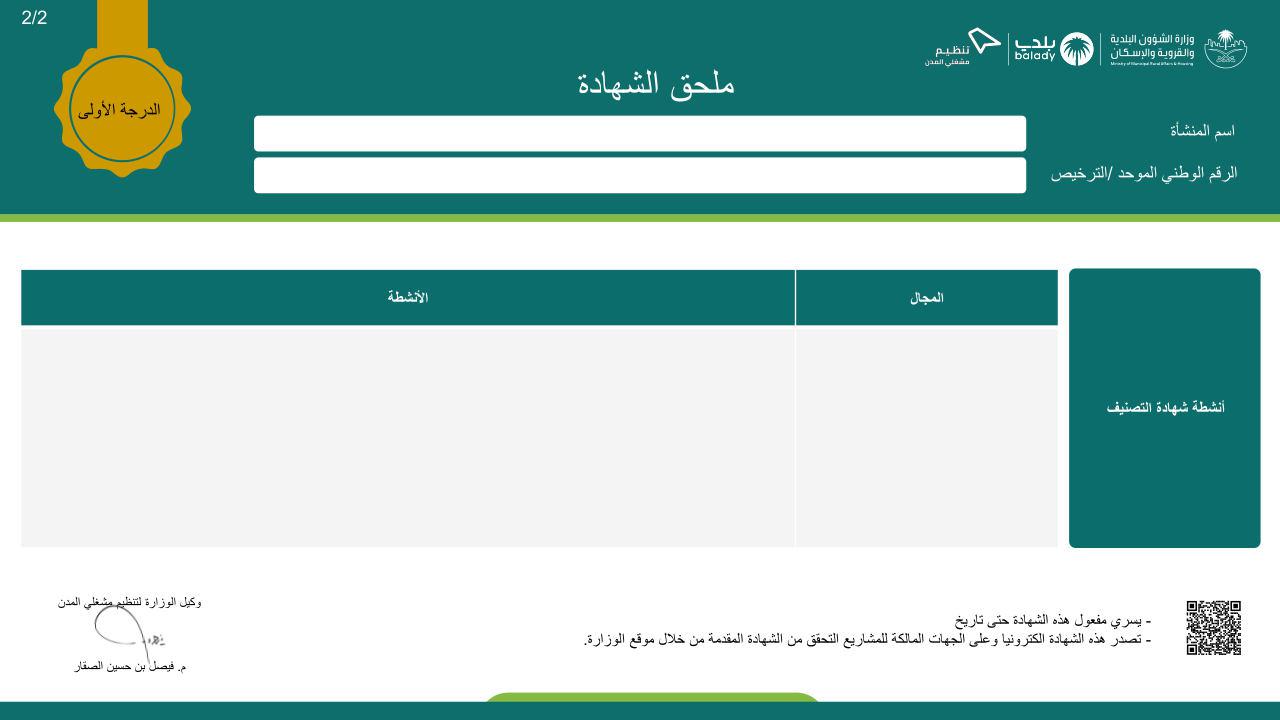 2/2
وزارة الشؤون البلدية
والقروية والإسكان
Ministry of Municipal Rural Affairs & Housing
بلدي
balady
تنظيم
مشغلي المدن
ملحق الشهادة
الدرجة الأولى
اسم المنشأة
الرقم الوطني الموحد /الترخيص
المجال
الأنشطة
أنشطة شهادة التصنيف
- يسري مفعول هذه الشهادة حتى تاريخ
- تصدر هذه الشهادة الكترونيا وعلى الجهات المالكة للمشاريع التحقق من الشهادة المقدمة من خلال موقع الوزارة.
وكيل الوزارة لتنظيم مشغلي المدن
م. فيصل بن حسين الصفار